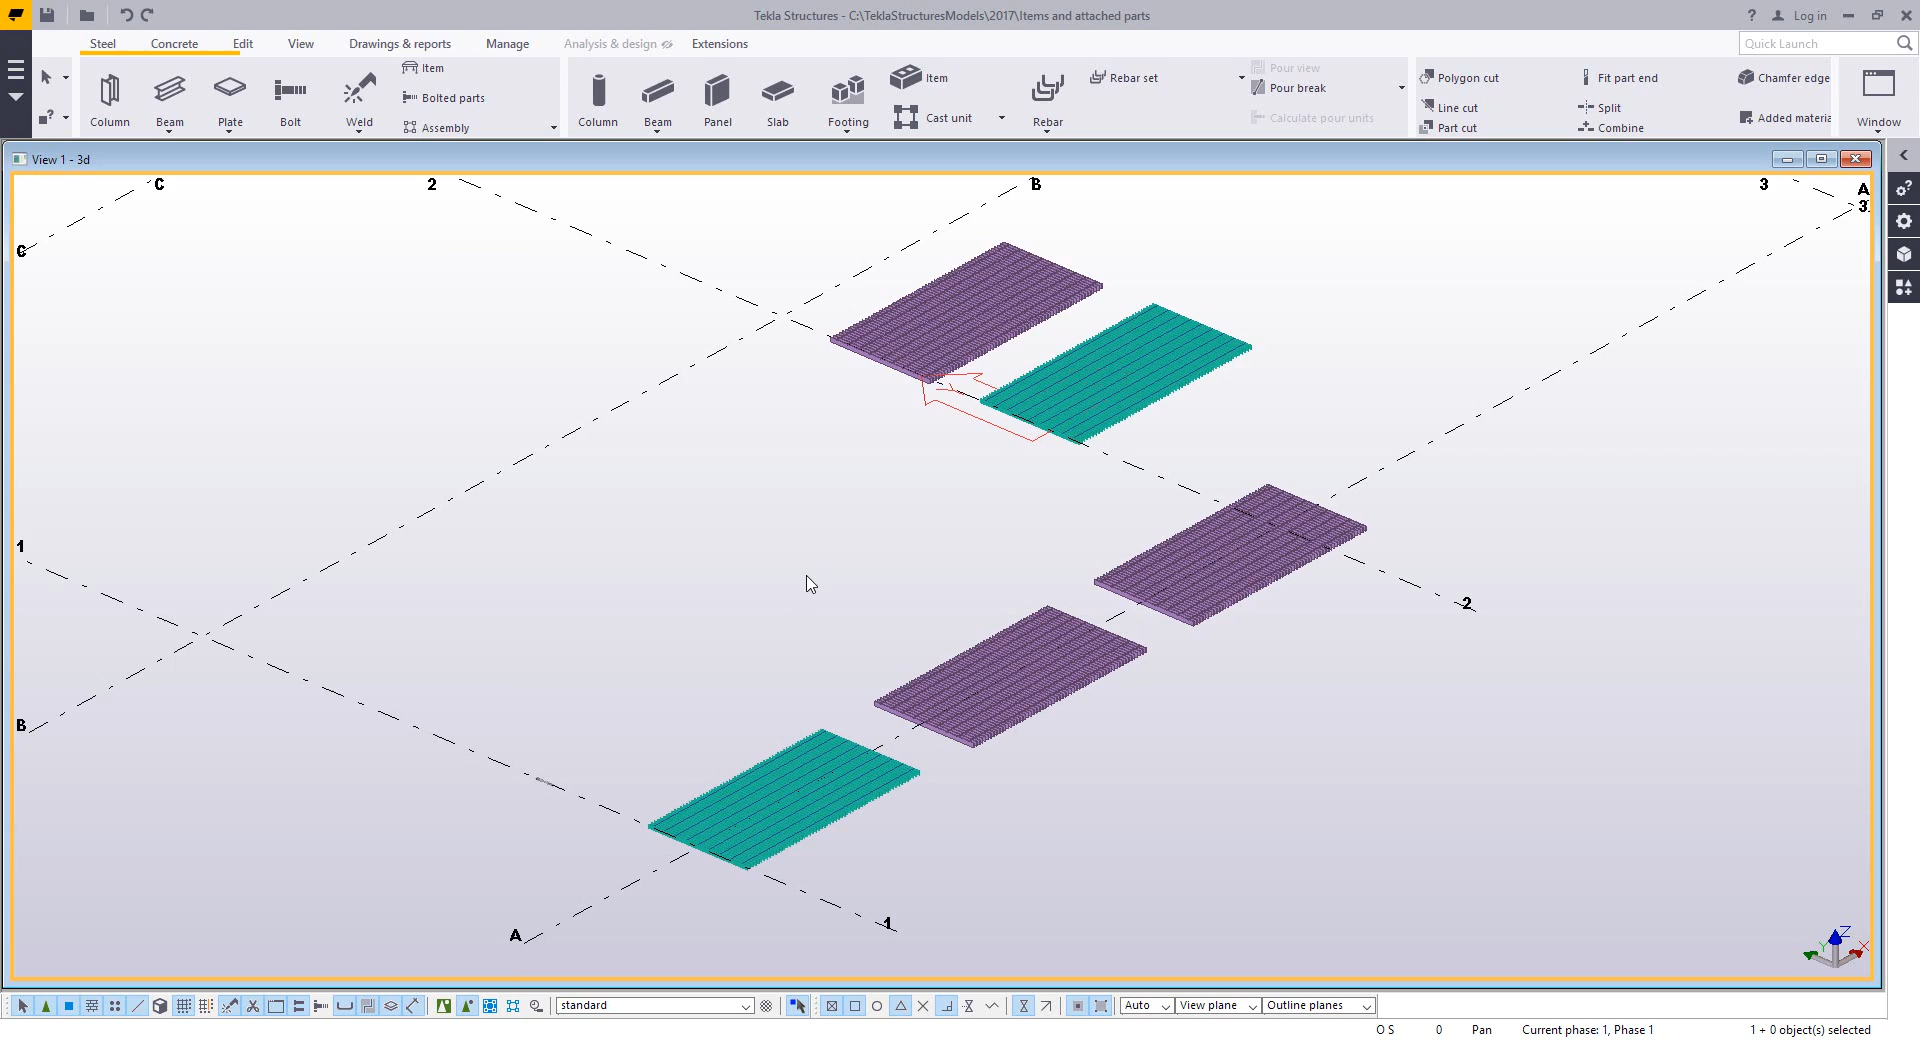 Tekla Structures - C:\TeklaStructuresModels\2017\Items and attached parts
? Log in
Steel Concrete Edit View Drawings & reports Manage Analysis & design Extensions
Quick Launch
Column Beam Plate Bolt Weld
Item
Bolted parts
Assembly
Column Beam Panel Slab Footing
Item
Cast unit
Rebar
Rebar set
Pour view
Pour break
Calculate pour units
Polygon cut
Line cut
Part cut
Fit part end
Split
Combine
Chamfer edge
Added materia
Window
View 1 - 3d
C 2 B 3 A
3
C
1
2
B
A
1
Z
Y X
standard
Auto View plane Outline planes
O S 0 Pan Current phase: 1, Phase 1 1 + 0 object(s) selected